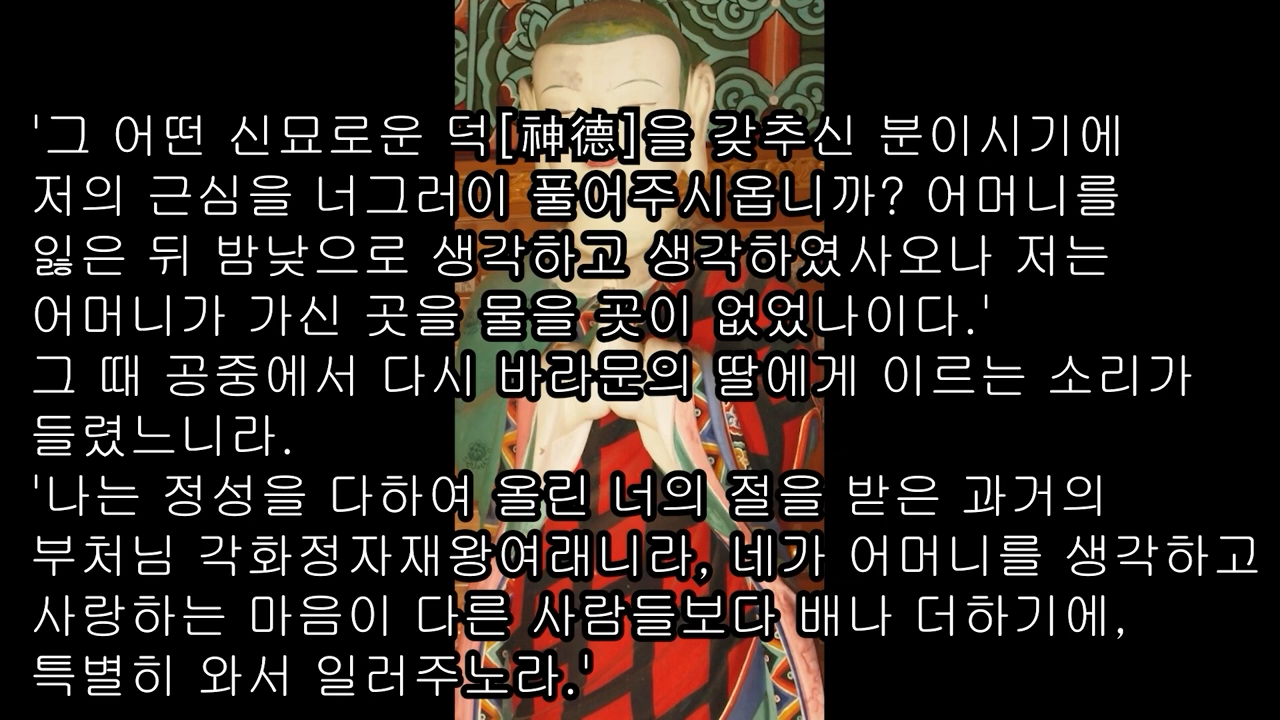 '그 어떤 신묘로운 덕[神德]을 갖추신 분이시기에
저의 근심을 너그러이 풀어주시옵니까? 어머니를
잃은 뒤 밤낮으로 생각하고 생각하였사오나 저는
어머니가 가신 곳을 물을 곳이 없었나이다.'
그 때 공중에서 다시 바라문의 딸에게 이르는 소리가
들렸느니라.
'나는 정성을 다하여 올린 너의 절을 받은 과거의
부처님 각화정자재왕여래니라, 네가 어머니를 생각하고
사랑하는 마음이 다른 사람들보다 배나 더하기에,
특별히 와서 일러주노라.'